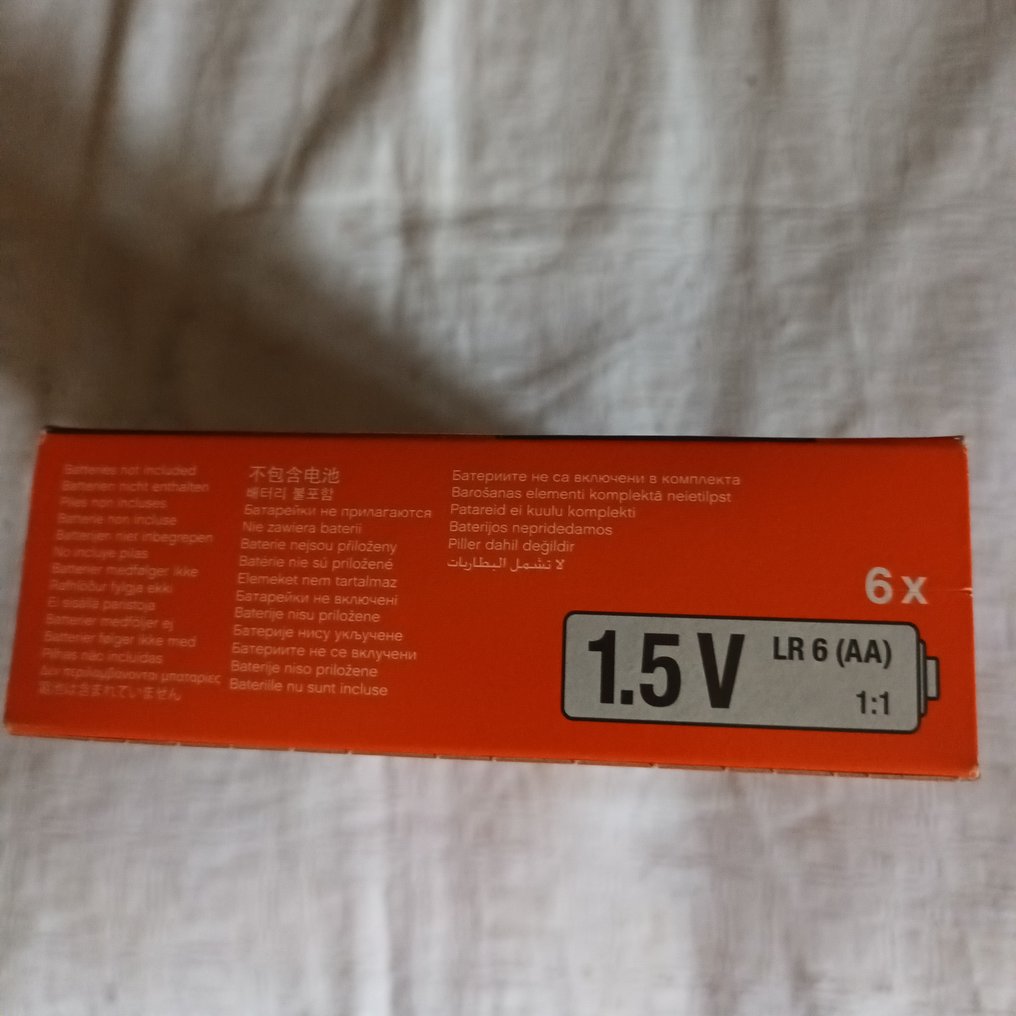 Batteries not included
Batterien nicht enthalten
Piles non incluses
Batterie non incluse
Batterijen niet inbegrepen
No incluye pilas
Batterier medfølger ikke
Rafhlöður fylgja ekki
Ei sisällä paristoja
Batterier medföljer ej
Batterier følger ikke med
Pilhas não incluídas
Δεν περιλαμβάνονται μπαταρίες
電池は含まれていません
不包含电池
배터리 불포함
Батарейки не прилагаются
Nie zawiera baterii
Baterie nejsou přiloženy
Baterie nie sú priložené
Elemeket nem tartalmaz
Батарейки не включені
Baterije nisu priložene
Батерије нису укључене
Батериите не се вклучени
Baterije niso priložene
Bateriile nu sunt incluse
Батериите не са включени в комплекта
Barošanas elementi komplektā neietilpst
Patareid ei kuulu komplekti
Baterijos nepridedamos
Piller dahil değildir
لا تشمل البطاريات
6 x
1.5 V
LR 6 (AA)
1:1